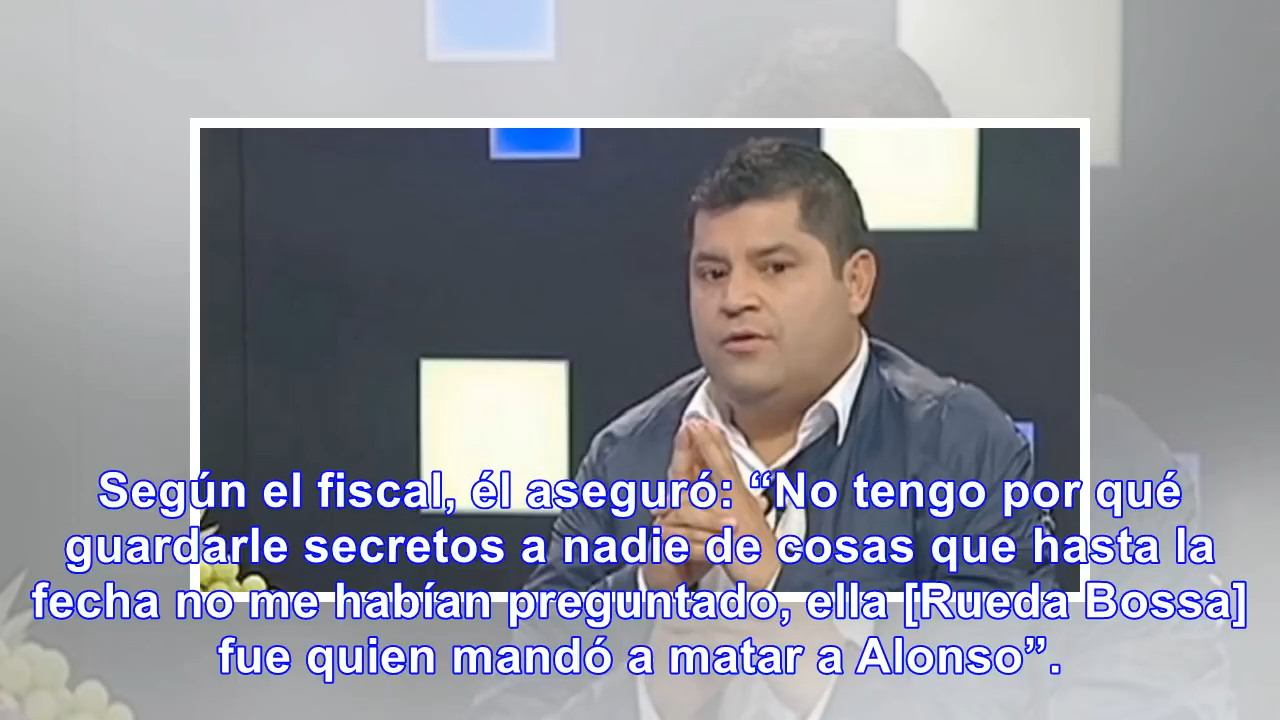 Según el fiscal, él aseguró: “No tengo por qué
guardarle secretos a nadie de cosas que hasta la
fecha no me habían preguntado, ella [Rueda Bossa]
fue quien mandó a matar a Alonso”.